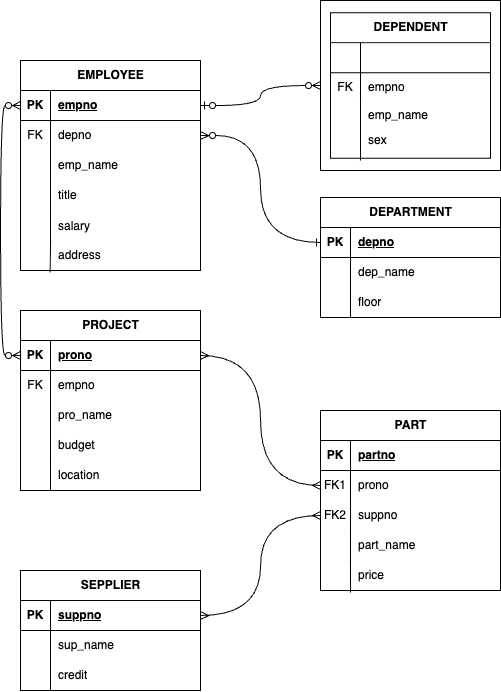 DEPENDENT
FK empno
emp_name
sex
EMPLOYEE
PK empno
FK depno
emp_name
title
salary
address
DEPARTMENT
PK depno
dep_name
floor
PROJECT
PK prono
FK empno
pro_name
budget
location
PART
PK partno
FK1 prono
FK2 suppno
part_name
price
SEPPLIER
PK suppno
sup_name
credit